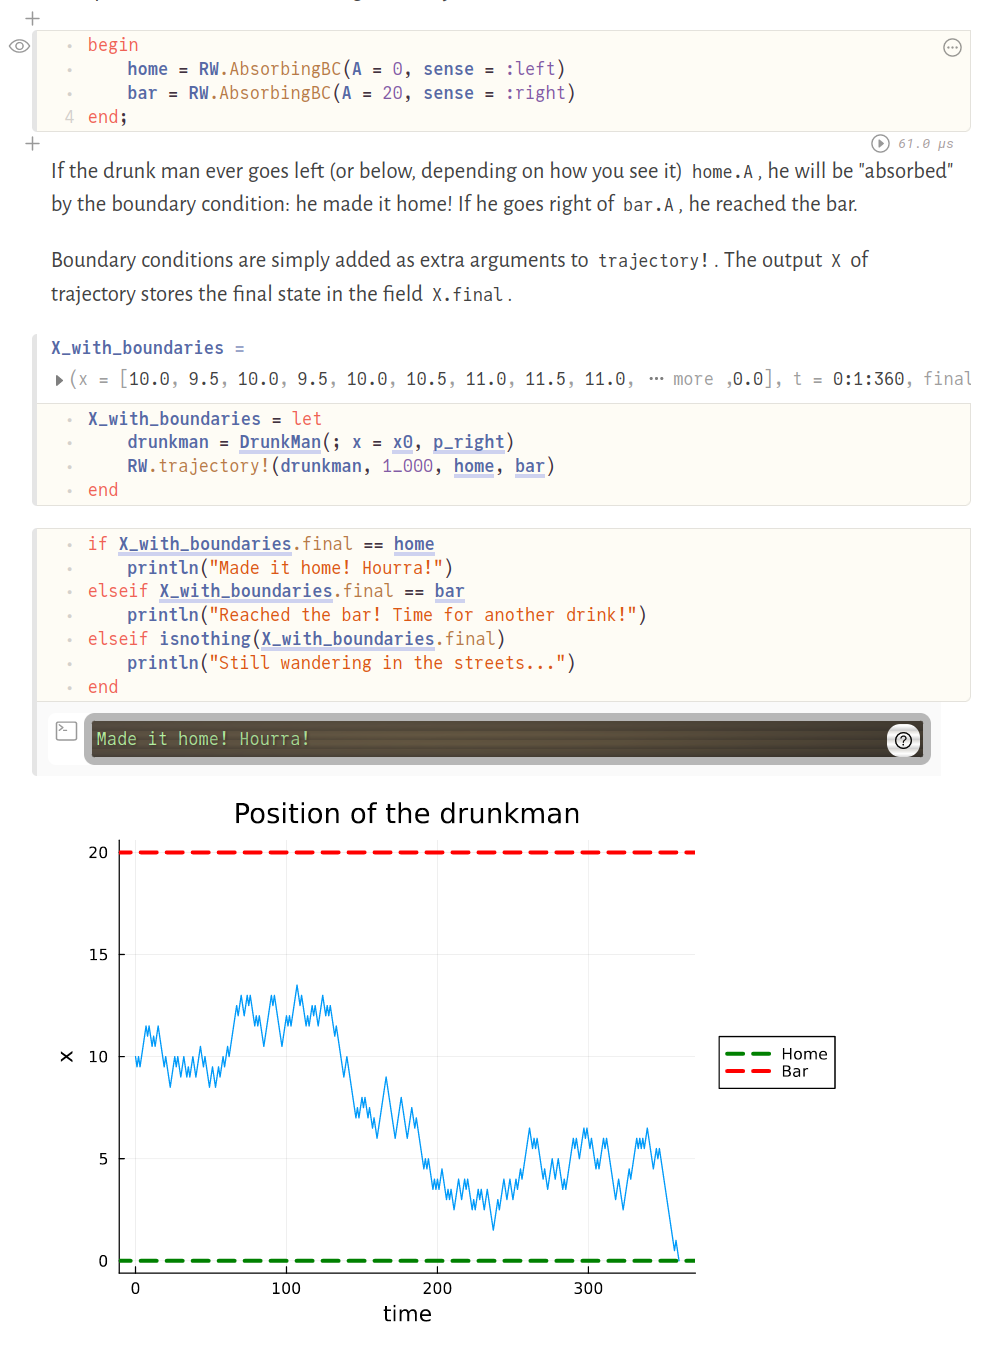 begin
home = RW.AbsorbingBC(A = 0, sense = :left)
bar = RW.AbsorbingBC(A = 20, sense = :right)
4 end;
61.0 μs
If the drunk man ever goes left (or below, depending on how you see it) home.A, he will be "absorbed"
by the boundary condition: he made it home! If he goes right of bar.A, he reached the bar.
Boundary conditions are simply added as extra arguments to trajectory!. The output X of
trajectory stores the final state in the field X.final.
X_with_boundaries =
(x = [10.0, 9.5, 10.0, 9.5, 10.0, 10.5, 11.0, 11.5, 11.0, ⋯ more ,0.0], t = 0:1:360, final
X_with_boundaries = let
drunkman = DrunkMan(; x = x0, p_right)
RW.trajectory!(drunkman, 1_000, home, bar)
end
if X_with_boundaries.final == home
println("Made it home! Hourra!")
elseif X_with_boundaries.final == bar
println("Reached the bar! Time for another drink!")
elseif isnothing(X_with_boundaries.final)
println("Still wandering in the streets...")
end
Made it home! Hourra!
Position of the drunkman
20
15
10
5
0
x
0 100 200 300
time
Home
Bar